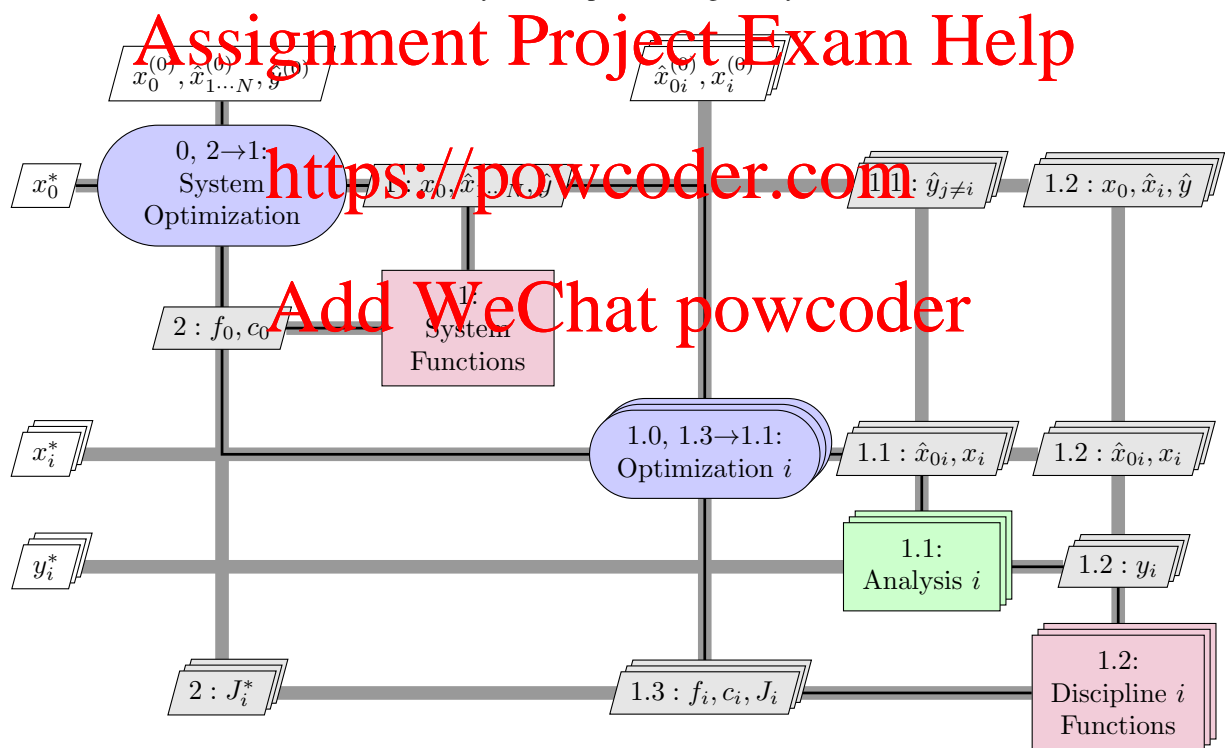 Assignment Project Exam Help
x_0^{(0)}, x̂_{1···N}^{(0)}, ŷ^{(0)}
x̂_{0i}^{(0)}, x_i^{(0)}
x_0^*
0, 2→1:
System
Optimization
https://powcoder.com
1 : x_0, x̂_{1···N}, ŷ
1.1 : ŷ_{j≠i}
1.2 : x_0, x̂_i, ŷ
Add WeChat powcoder
2 : f_0, c_0
1:
System
Functions
x_i^*
1.0, 1.3→1.1:
Optimization i
1.1 : x̂_{0i}, x_i
1.2 : x̂_{0i}, x_i
y_i^*
1.1:
Analysis i
1.2 : y_i
2 : J_i^*
1.3 : f_i, c_i, J_i
1.2:
Discipline i
Functions